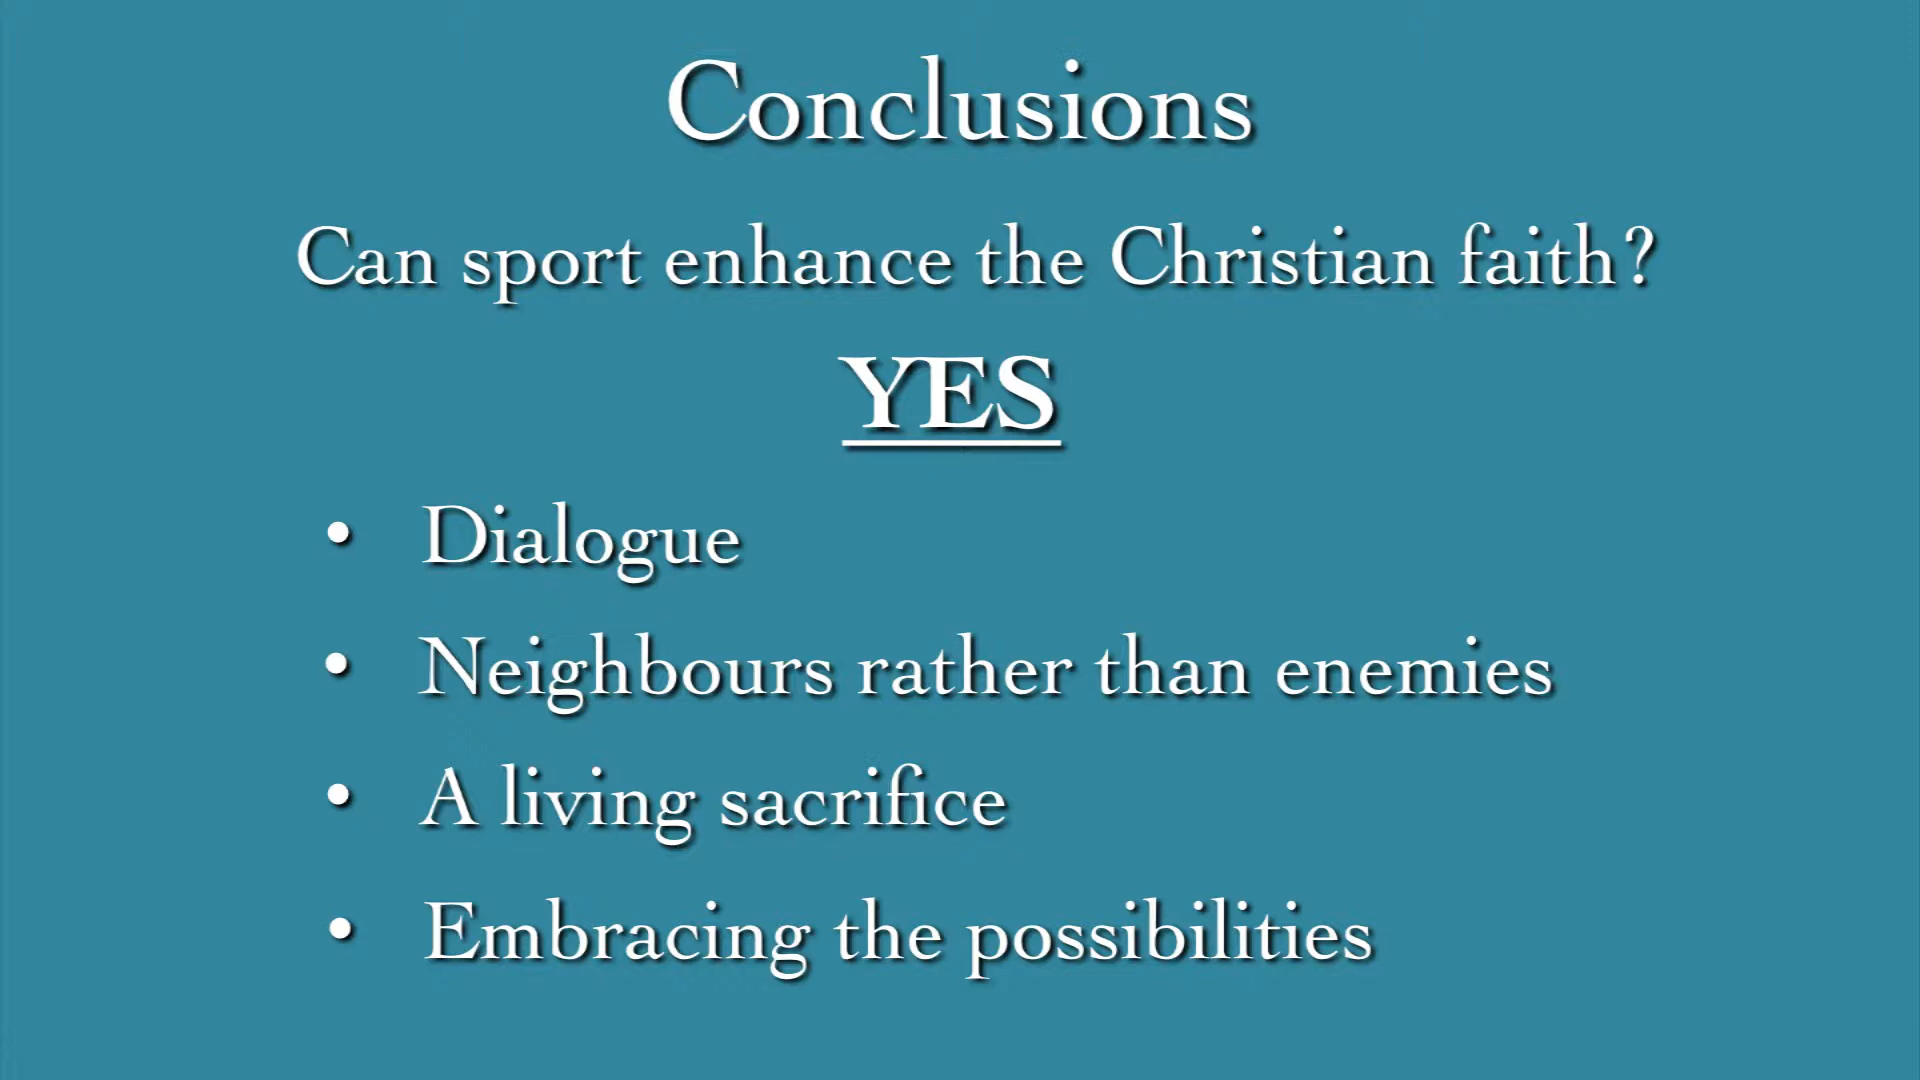 Conclusions
Can sport enhance the Christian faith?
YES
• Dialogue
• Neighbours rather than enemies
• A living sacrifice
• Embracing the possibilities